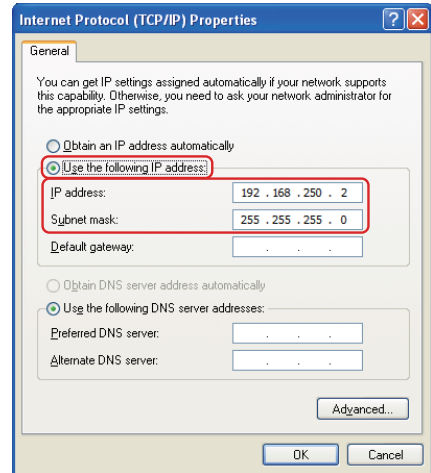 Internet Protocol (TCP/IP) Properties
General
You can get IP settings assigned automatically if your network supports
this capability. Otherwise, you need to ask your network administrator for
the appropriate IP settings.
Obtain an IP address automatically
Use the following IP address:
IP address: 192 . 168 . 250 . 2
Subnet mask: 255 . 255 . 255 . 0
Default gateway: . . .
Obtain DNS server address automatically
Use the following DNS server addresses:
Preferred DNS server: . . .
Alternate DNS server: . . .
Advanced...
OK Cancel